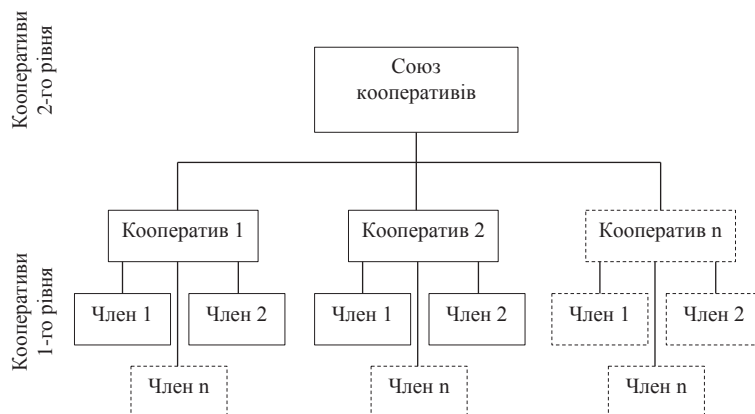 Кооперативи
2-го рівня
Союз
кооперативів
Кооперативи
1-го рівня
Кооператив 1
Кооператив 2
Кооператив n
Член 1
Член 2
Член 1
Член 2
Член 1
Член 2
Член n
Член n
Член n